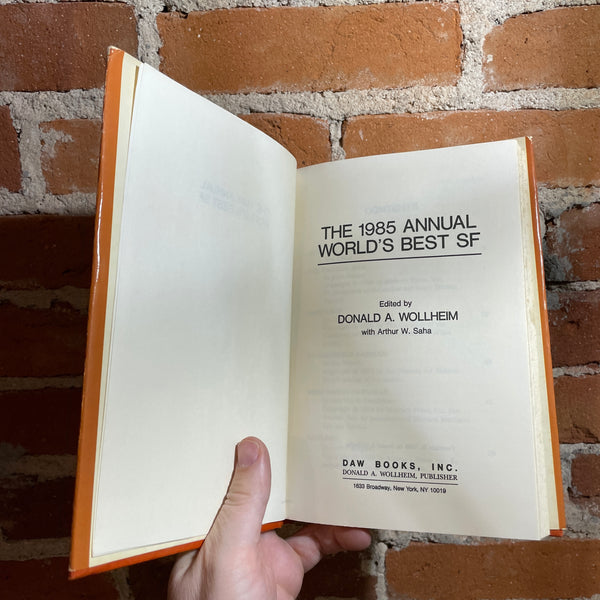 THE 1985 ANNUAL
WORLD'S BEST SF
Edited by
DONALD A. WOLLHEIM
with Arthur W. Saha
DAW BOOKS, INC.
DONALD A. WOLLHEIM, PUBLISHER
1633 Broadway, New York, NY 10019